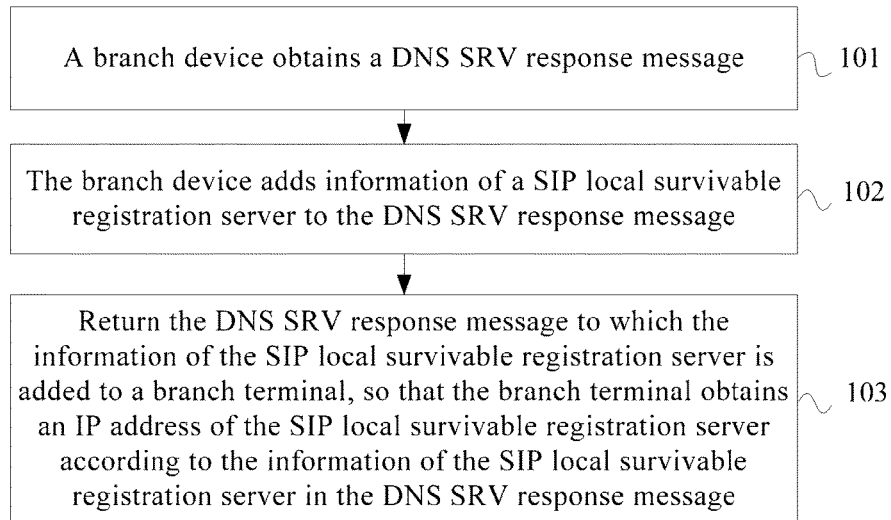 A branch device obtains a DNS SRV response message
101
The branch device adds information of a SIP local survivable
registration server to the DNS SRV response message
102
Return the DNS SRV response message to which the
information of the SIP local survivable registration server is
added to a branch terminal, so that the branch terminal obtains
an IP address of the SIP local survivable registration server
according to the information of the SIP local survivable
registration server in the DNS SRV response message
103